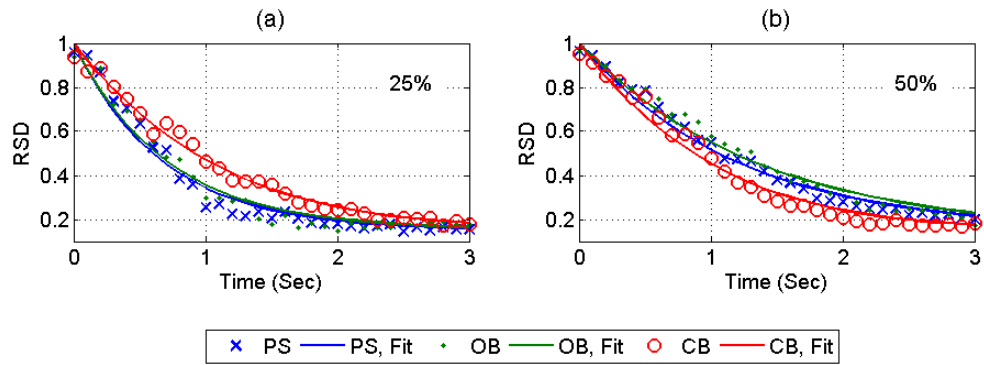 (a)
(b)
1
0.8
0.6
0.4
0.2
RSD
25%
0
1
2
3
Time (Sec)
1
0.8
0.6
0.4
0.2
RSD
50%
0
1
2
3
Time (Sec)
PS
PS, Fit
OB
OB, Fit
CB
CB, Fit